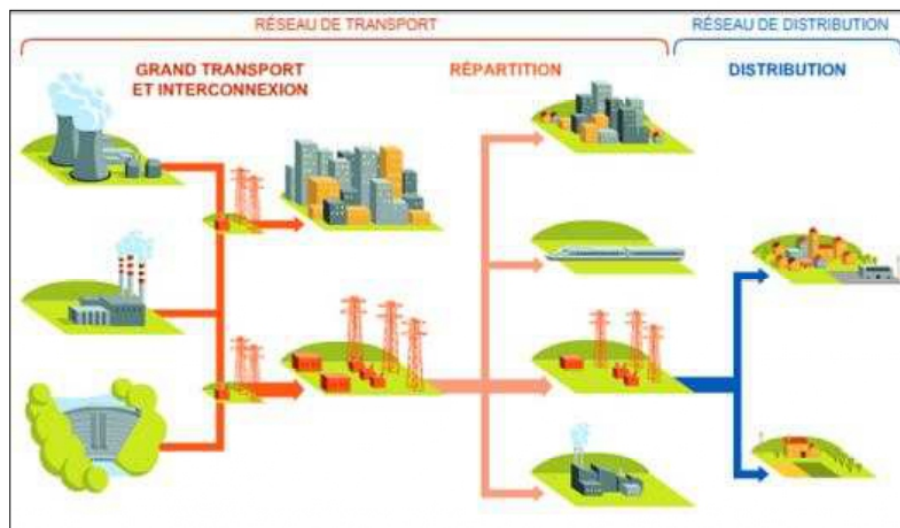 RÉSEAU DE TRANSPORT
RÉSEAU DE DISTRIBUTION
GRAND TRANSPORT
ET INTERCONNEXION
RÉPARTITION
DISTRIBUTION